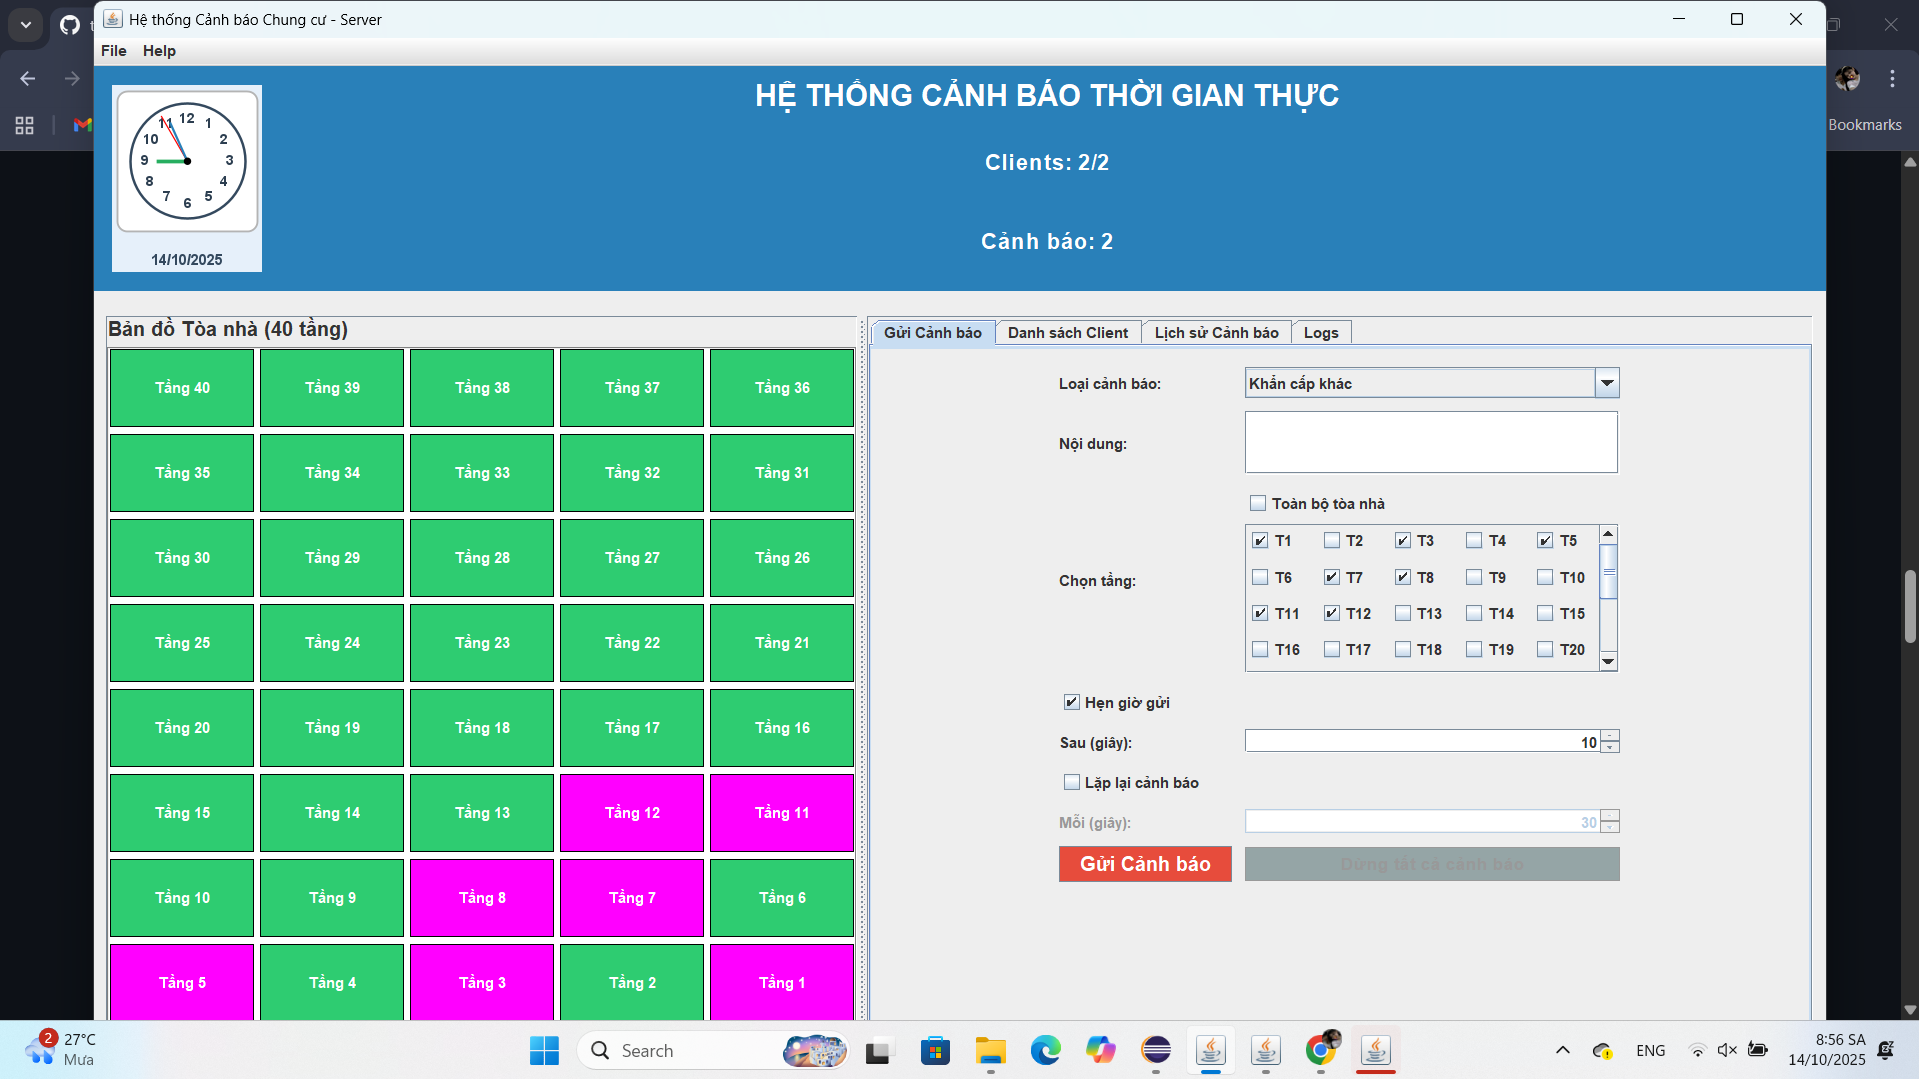 Hệ thống Cảnh báo Chung cư - Server
File Help
HỆ THỐNG CẢNH BÁO THỜI GIAN THỰC
12
11 1
10 2
9 3
8 4
7 5
6
14/10/2025
Clients: 2/2
Cảnh báo: 2
Bookmarks
Bản đồ Tòa nhà (40 tầng)
Tầng 40 Tầng 39 Tầng 38 Tầng 37 Tầng 36
Tầng 35 Tầng 34 Tầng 33 Tầng 32 Tầng 31
Tầng 30 Tầng 29 Tầng 28 Tầng 27 Tầng 26
Tầng 25 Tầng 24 Tầng 23 Tầng 22 Tầng 21
Tầng 20 Tầng 19 Tầng 18 Tầng 17 Tầng 16
Tầng 15 Tầng 14 Tầng 13 Tầng 12 Tầng 11
Tầng 10 Tầng 9 Tầng 8 Tầng 7 Tầng 6
Tầng 5 Tầng 4 Tầng 3 Tầng 2 Tầng 1
Gửi Cảnh báo Danh sách Client Lịch sử Cảnh báo Logs
Loại cảnh báo: Khẩn cấp khác
Nội dung:
Toàn bộ tòa nhà
Chọn tầng:
T1 T2 T3 T4 T5
T6 T7 T8 T9 T10
T11 T12 T13 T14 T15
T16 T17 T18 T19 T20
Hẹn giờ gửi
Sau (giây): 10
Lặp lại cảnh báo
Mỗi (giây): 30
Gửi Cảnh báo Dừng tất cả cảnh báo
2 27°C
Mưa
Search
ENG
8:56 SA
14/10/2025